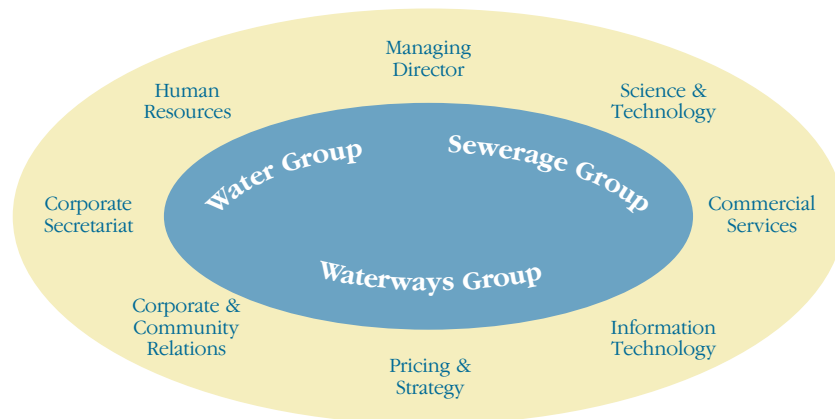 Managing
Director
Human
Resources
Science &
Technology
Water Group
Sewerage Group
Corporate
Secretariat
Commercial
Services
Waterways Group
Corporate &
Community
Relations
Information
Technology
Pricing &
Strategy